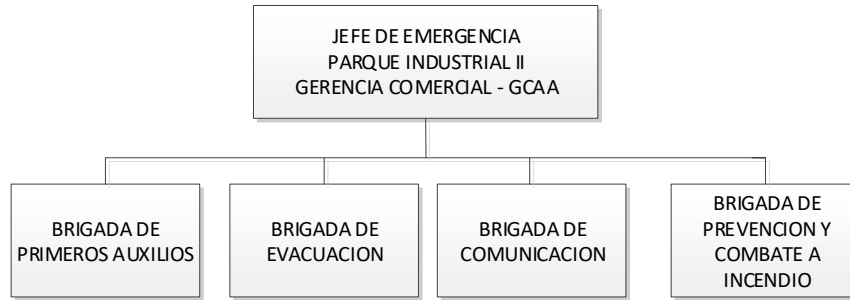 JEFE DE EMERGENCIA
PARQUE INDUSTRIAL II
GERENCIA COMERCIAL - GCAA
BRIGADA DE
PRIMEROS AUXILIOS
BRIGADA DE
EVACUACION
BRIGADA DE
COMUNICACION
BRIGADA DE
PREVENCION Y
COMBATE A
INCENDIO